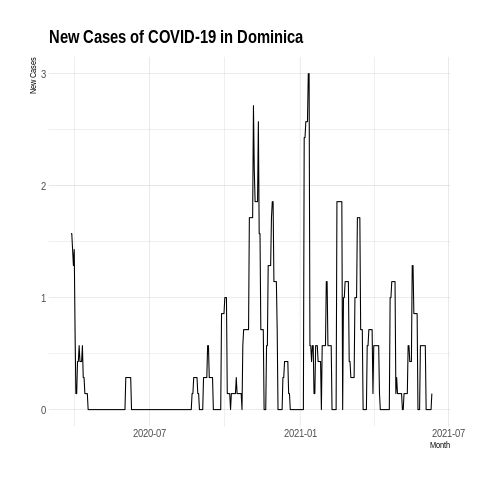 New Cases of COVID-19 in Dominica
New Cases
3
2
1
0
2020-07
2021-01
2021-07
Month